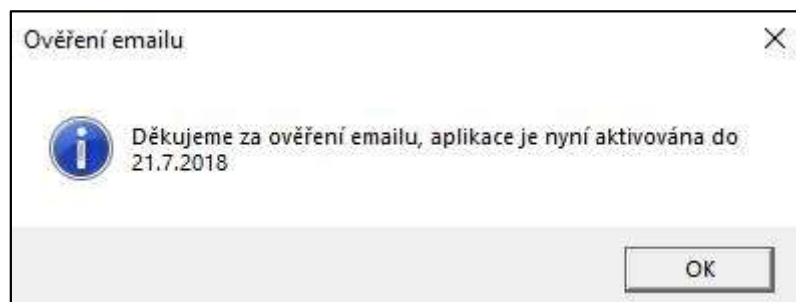 Ověření emailu
Děkujeme za ověření emailu, aplikace je nyní aktivována do
21.7.2018
OK